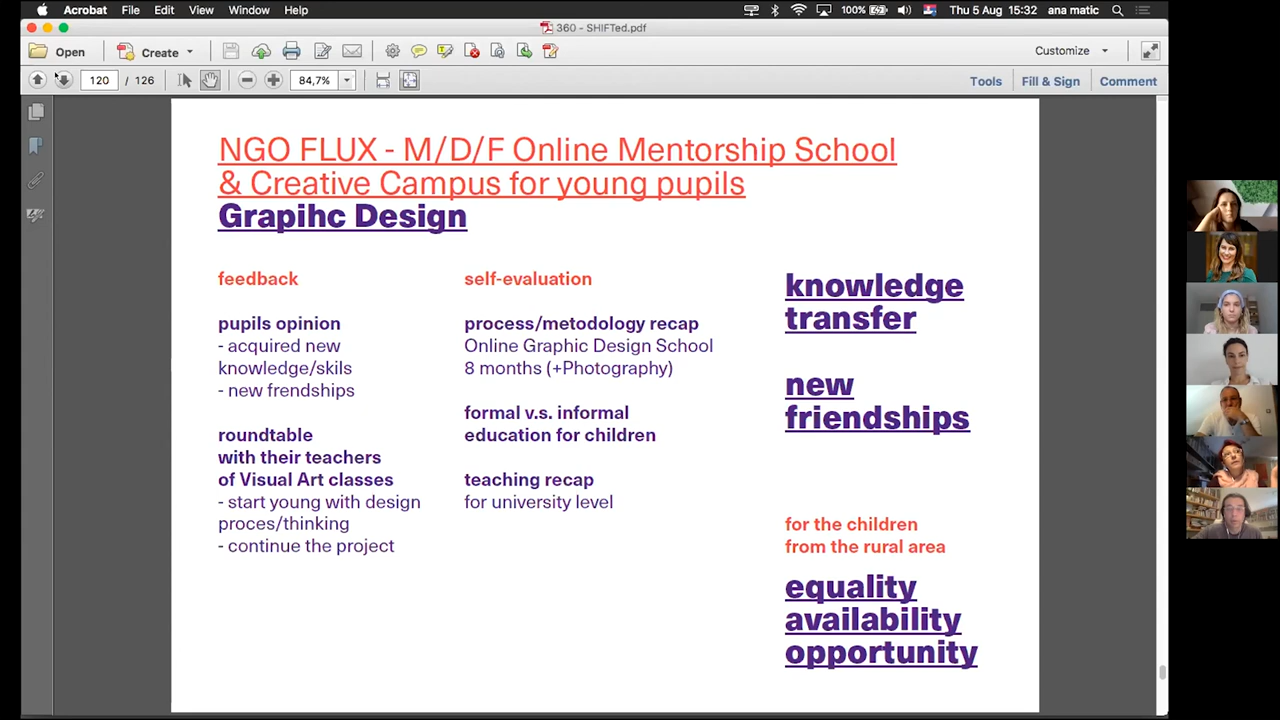 Acrobat File Edit View Window Help 100% Thu 5 Aug 15:32 ana matic
360 - SHIFTed.pdf
Open Create Customize
120 / 126 84,7% Tools Fill & Sign Comment
NGO FLUX - M/D/F Online Mentorship School
& Creative Campus for young pupils
Grapihc Design
feedback
pupils opinion
- acquired new
knowledge/skils
- new frendships
roundtable
with their teachers
of Visual Art classes
- start young with design
proces/thinking
- continue the project
self-evaluation
process/metodology recap
Online Graphic Design School
8 months (+Photography)
formal v.s. informal
education for children
teaching recap
for university level
knowledge
transfer
new
friendships
for the children
from the rural area
equality
availability
opportunity